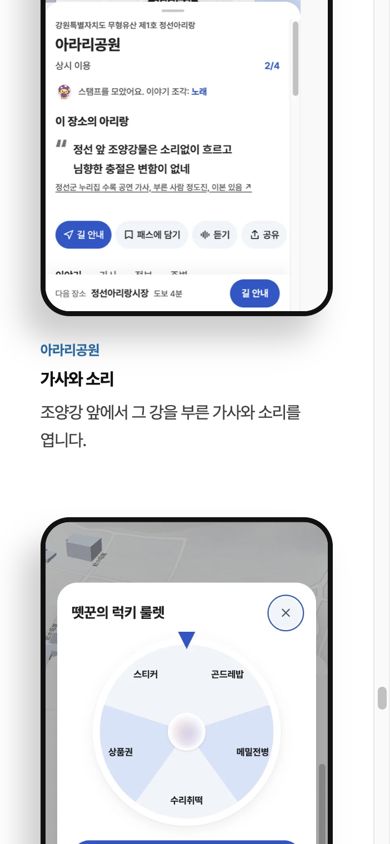 강원특별자치도 무형유산 제1호 정선아리랑
아라리공원
상시 이용 2/4
스탬프를 모았어요. 이야기 조각: 노래
이 장소의 아리랑
“ 정선 앞 조양강물은 소리없이 흐르고
님향한 충절은 변함이 없네
정선군 누리집 수록 공연 가사, 부른 사람 정도진, 이본 있음 ↗
길 안내 패스에 담기 듣기 공유
다음 장소 정선아리랑시장 도보 4분 길 안내
아라리공원
가사와 소리
조양강 앞에서 그 강을 부른 가사와 소리를
엽니다.
뗏꾼의 럭키 룰렛
스티커 곤드레밥
상품권 메밀전병
수리취떡